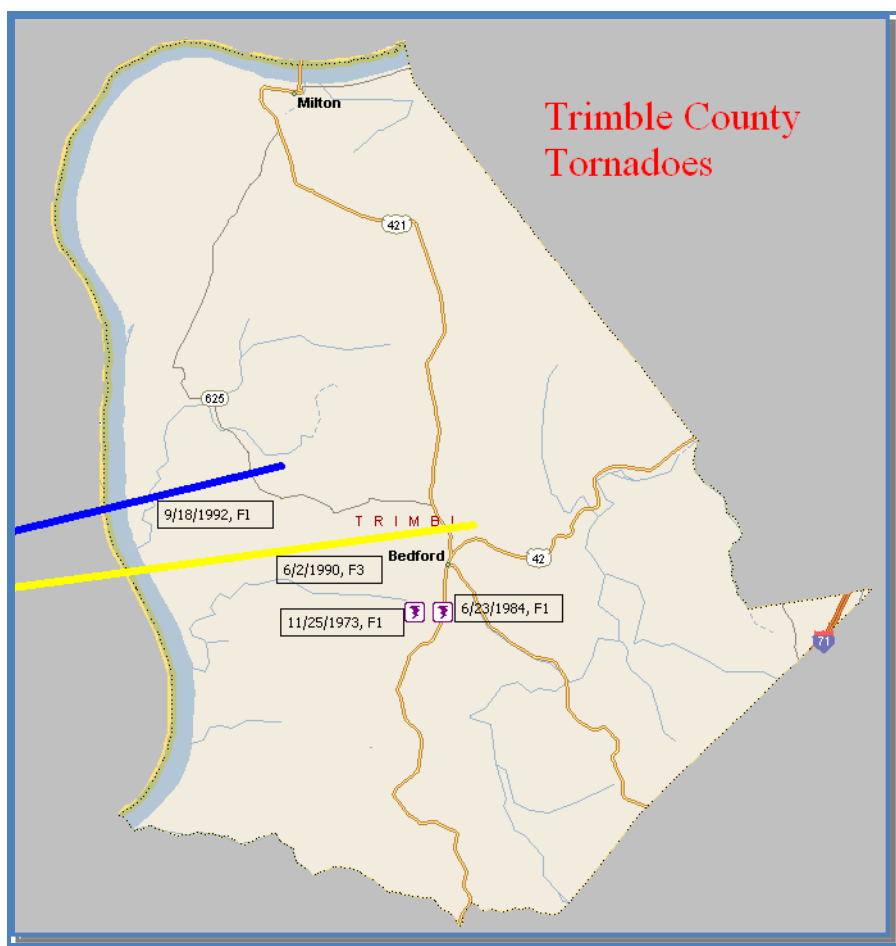 Milton
Trimble County
Tornadoes
421
625
9/18/1992, F1
T R I M B L
Bedford
42
6/2/1990, F3
11/25/1973, F1
6/23/1984, F1
71